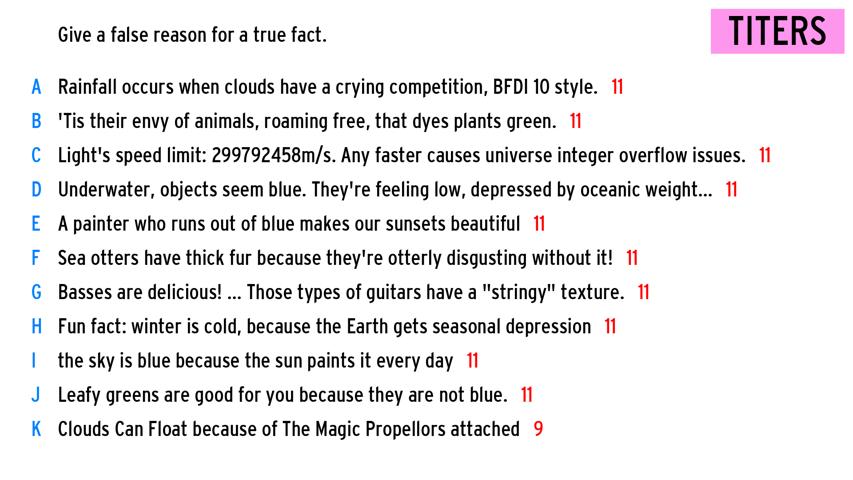 Give a false reason for a true fact.
TITERS
A Rainfall occurs when clouds have a crying competition, BFDI 10 style. 11
B 'Tis their envy of animals, roaming free, that dyes plants green. 11
C Light's speed limit: 299792458m/s. Any faster causes universe integer overflow issues. 11
D Underwater, objects seem blue. They're feeling low, depressed by oceanic weight... 11
E A painter who runs out of blue makes our sunsets beautiful 11
F Sea otters have thick fur because they're otterly disgusting without it! 11
G Basses are delicious! ... Those types of guitars have a "stringy" texture. 11
H Fun fact: winter is cold, because the Earth gets seasonal depression 11
I the sky is blue because the sun paints it every day 11
J Leafy greens are good for you because they are not blue. 11
K Clouds Can Float because of The Magic Propellors attached 9